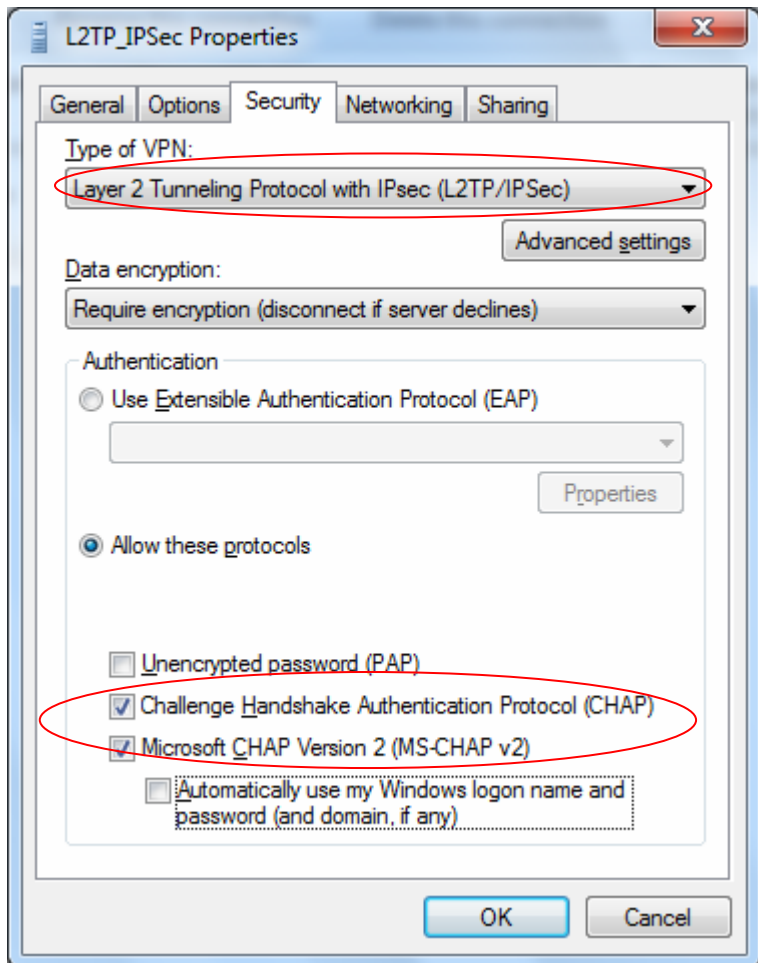 L2TP_IPSec Properties
General Options Security Networking Sharing
Type of VPN:
Layer 2 Tunneling Protocol with IPsec (L2TP/IPSec)
Advanced settings
Data encryption:
Require encryption (disconnect if server declines)
Authentication
Use Extensible Authentication Protocol (EAP)
Properties
Allow these protocols
Unencrypted password (PAP)
Challenge Handshake Authentication Protocol (CHAP)
Microsoft CHAP Version 2 (MS-CHAP v2)
Automatically use my Windows logon name and
password (and domain, if any)
OK Cancel